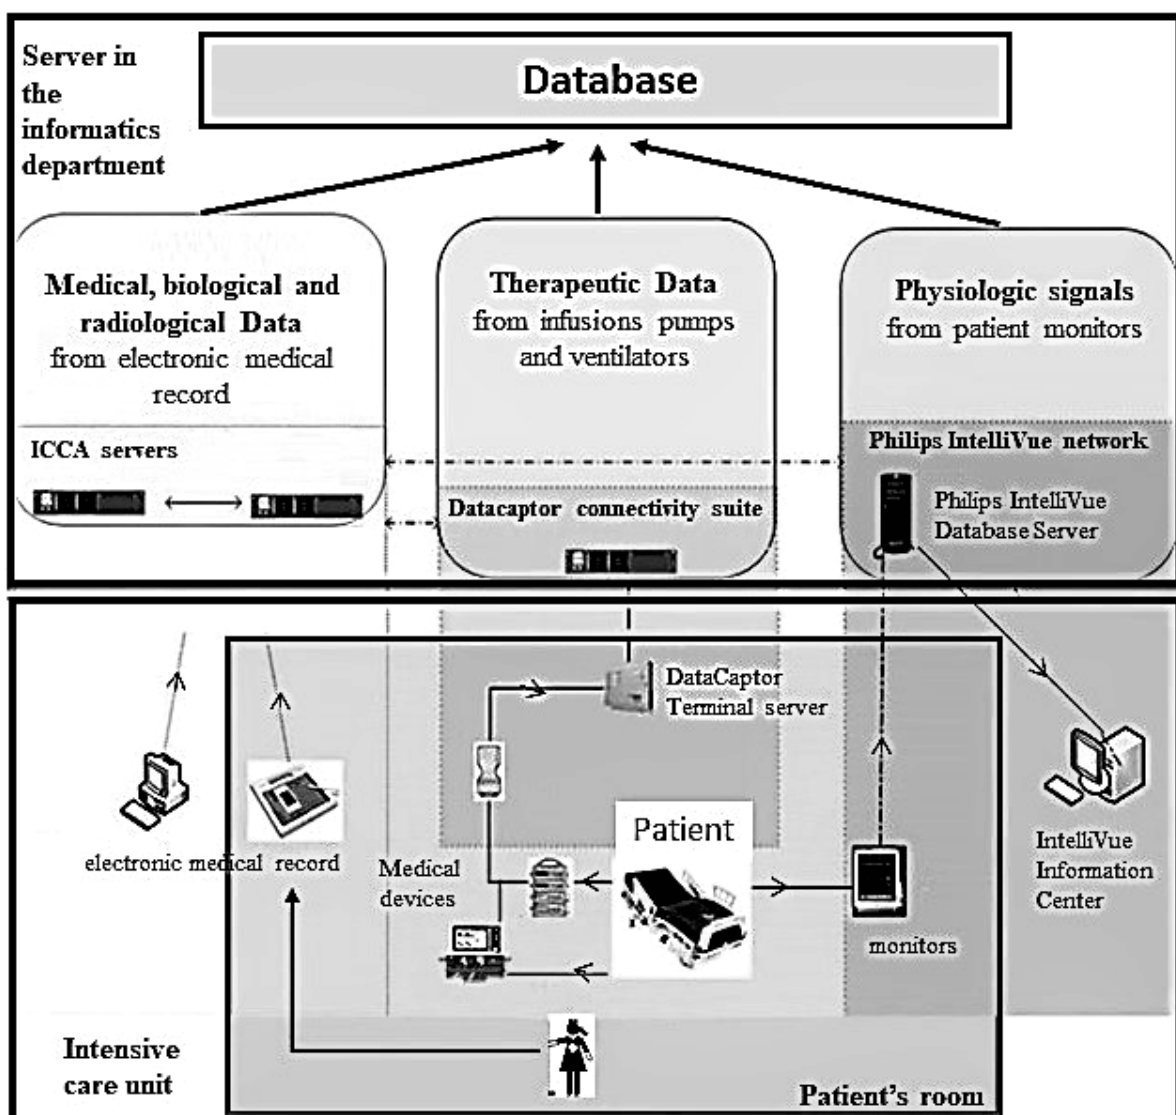 Server in
the
informatics
department
Database
Medical, biological and
radiological Data
from electronic medical
record
ICCA servers
Therapeutic Data
from infusions pumps
and ventilators
Datacaptor connectivity suite
Physiologic signals
from patient monitors
Philips IntelliVue network
Philips IntelliVue
Database Server
DataCaptor
Terminal server
electronic medical record
Medical
devices
Patient
monitors
IntelliVue
Information
Center
Intensive
care unit
Patient's room